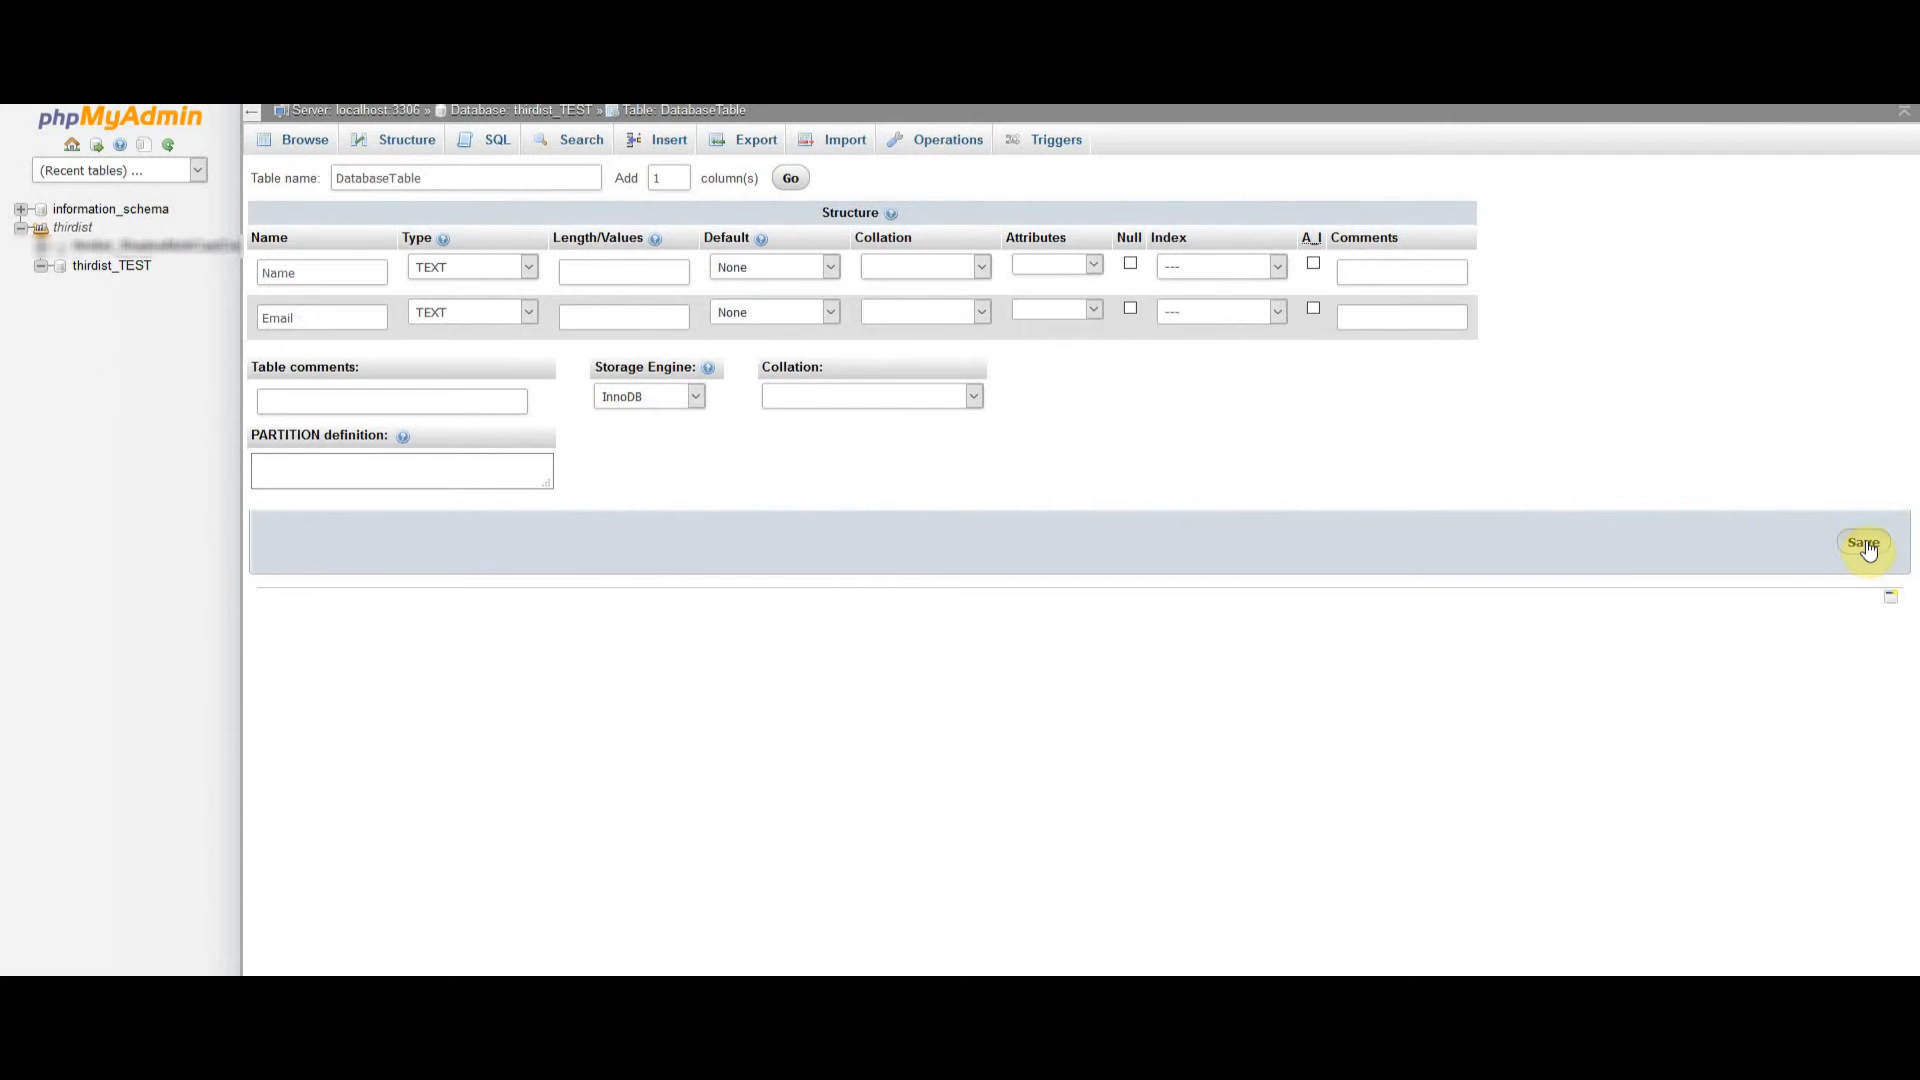 phpMyAdmin
(Recent tables) ...
information_schema
thirdist
thirdist_TEST
Server: localhost:3306 » Database: thirdist_TEST » Table: DatabaseTable
Browse Structure SQL Search Insert Export Import Operations Triggers
Table name: DatabaseTable Add 1 column(s) Go
Structure
Name Type Length/Values Default Collation Attributes Null Index A_I Comments
Name TEXT None ---
Email TEXT None ---
Table comments: Storage Engine: Collation:
InnoDB
PARTITION definition:
Save